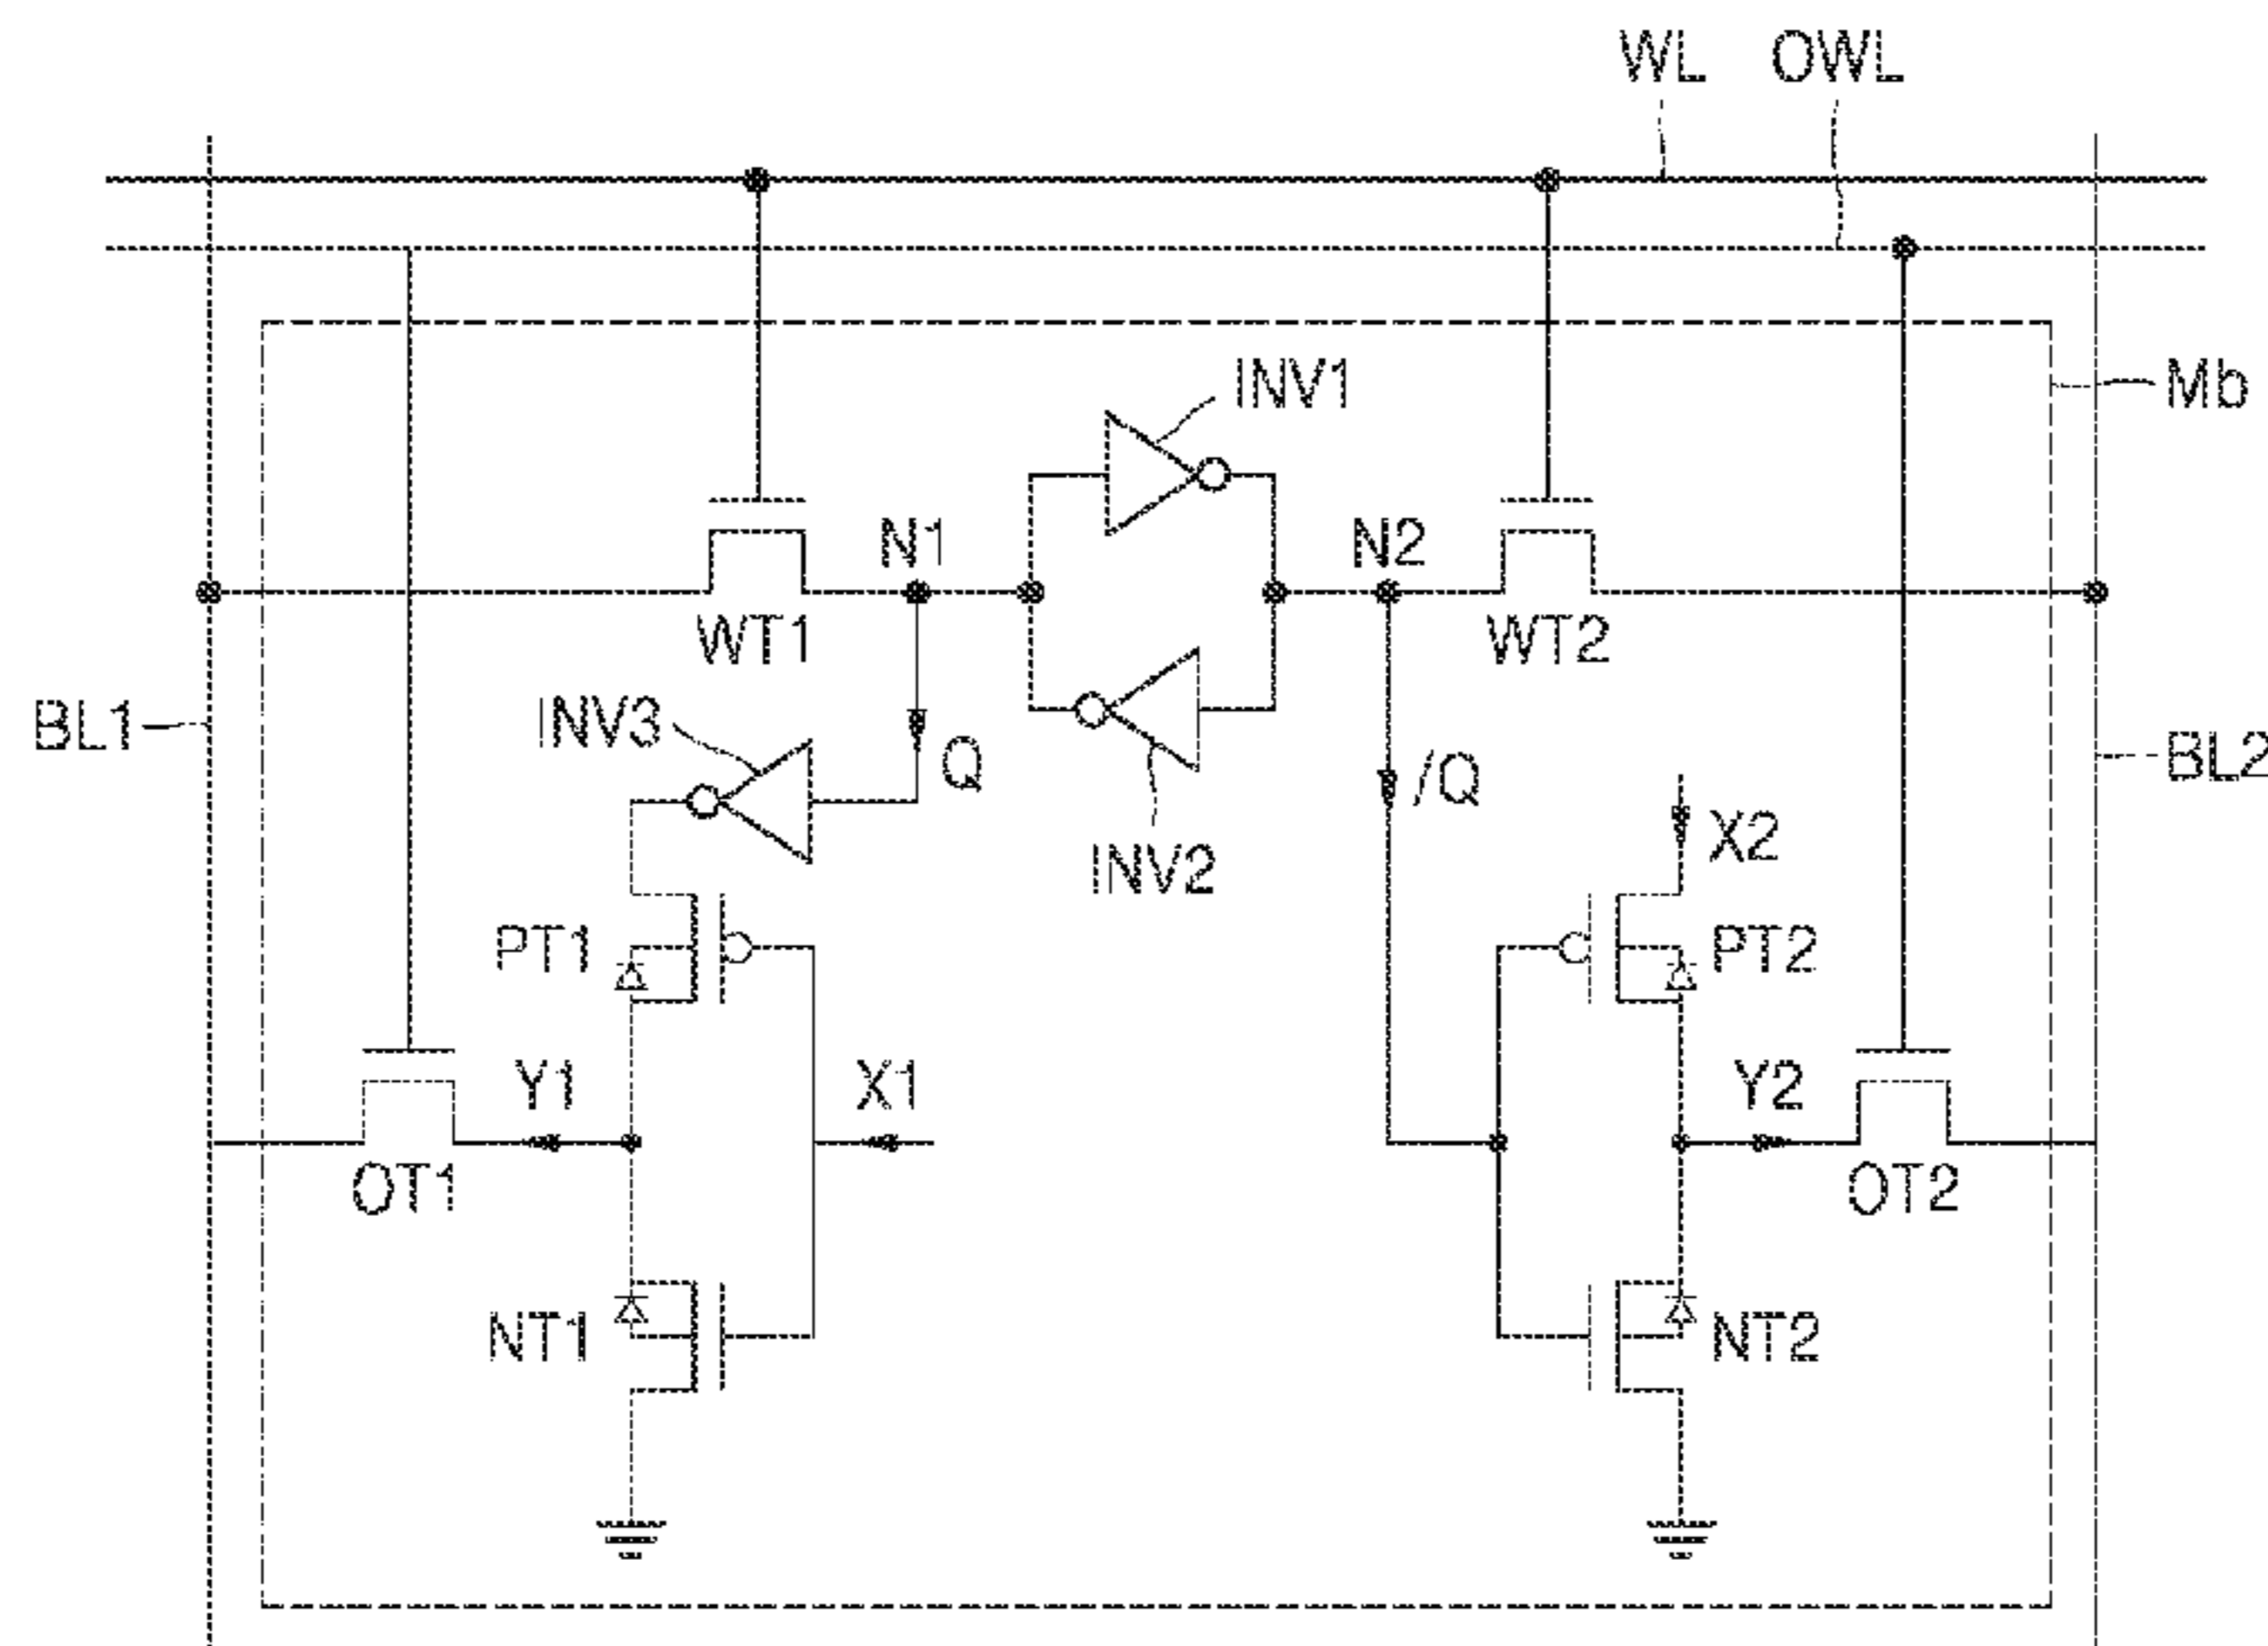 WL OWL
INV1
Mb
N1 N2
WT1 WT2
BL1 INV3 Q /Q BL2
X2
INV2
PT1 PT2
Y1 X1 Y2
OT1 OT2
NT1 NT2